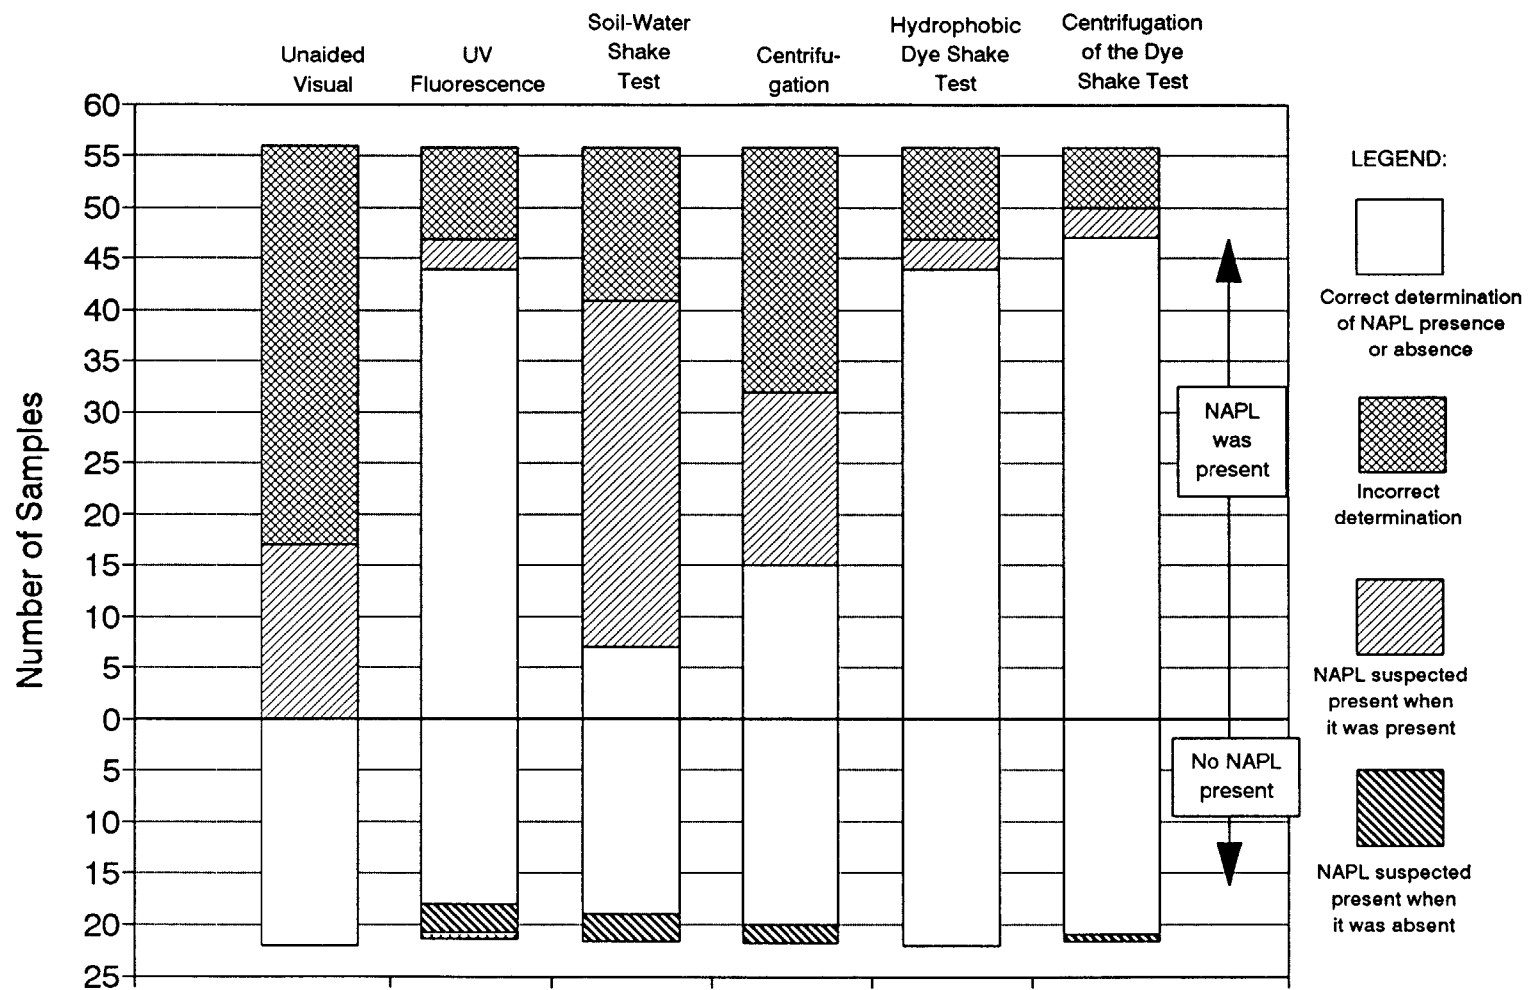 Unaided
Visual
UV
Fluorescence
Soil-Water
Shake
Test
Centrifu-
gation
Hydrophobic
Dye Shake
Test
Centrifugation
of the Dye
Shake Test
Number of Samples
60
55
50
45
40
35
30
25
20
15
10
5
0
5
10
15
20
25
NAPL
was
present
No NAPL
present
LEGEND:
Correct determination
of NAPL presence
or absence
Incorrect
determination
NAPL suspected
present when
it was present
NAPL suspected
present when
it was absent